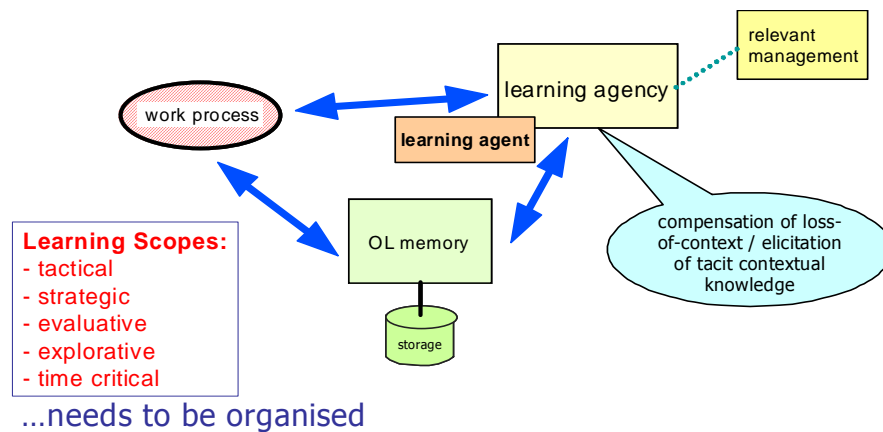 relevant
management
learning agency
work process
learning agent
compensation of loss-
of-context / elicitation
of tacit contextual
knowledge
OL memory
storage
Learning Scopes:
- tactical
- strategic
- evaluative
- explorative
- time critical
...needs to be organised